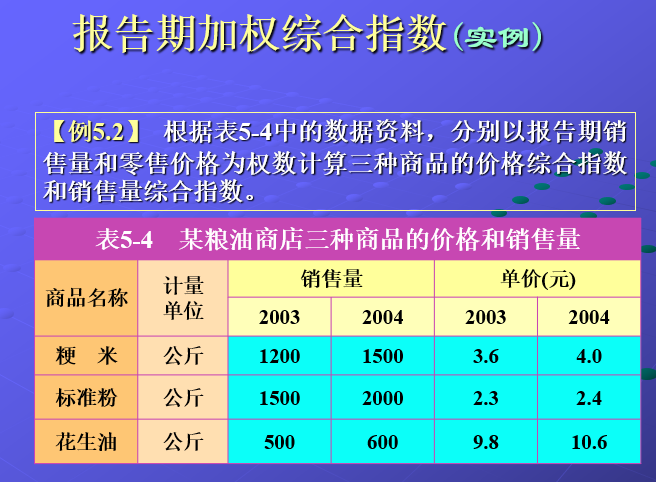 报告期加权综合指数(实例)
【例5.2】 根据表5-4中的数据资料，分别以报告期销
售量和零售价格为权数计算三种商品的价格综合指数
和销售量综合指数。
表5-4 某粮油商店三种商品的价格和销售量
商品名称 计量单位 销售量 单价(元)
2003 2004 2003 2004
粳 米 公斤 1200 1500 3.6 4.0
标准粉 公斤 1500 2000 2.3 2.4
花生油 公斤 500 600 9.8 10.6